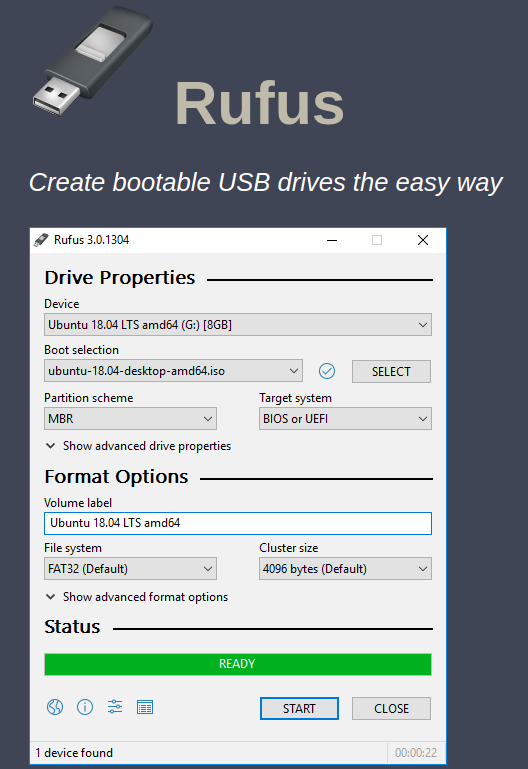 Rufus
Create bootable USB drives the easy way
Rufus 3.0.1304
Drive Properties
Device
Ubuntu 18.04 LTS amd64 (G:) [8GB]
Boot selection
ubuntu-18.04-desktop-amd64.iso
SELECT
Partition scheme
Target system
MBR
BIOS or UEFI
Show advanced drive properties
Format Options
Volume label
Ubuntu 18.04 LTS amd64
File system
Cluster size
FAT32 (Default)
4096 bytes (Default)
Show advanced format options
Status
READY
START
CLOSE
1 device found
00:00:22